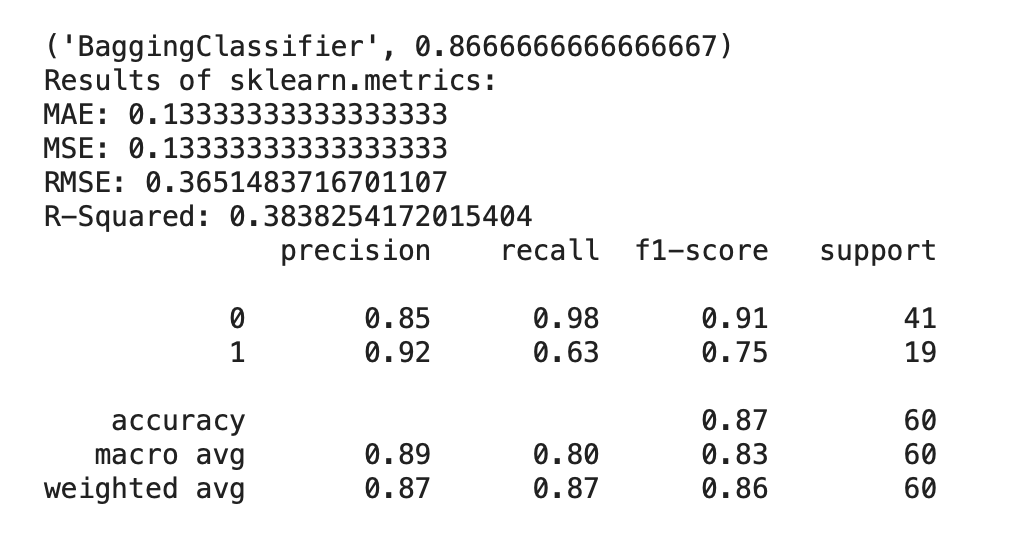 ('BaggingClassifier', 0.8666666666666667)
Results of sklearn.metrics:
MAE: 0.13333333333333333
MSE: 0.13333333333333333
RMSE: 0.3651483716701107
R-Squared: 0.3838254172015404
precision recall f1-score support
0 0.85 0.98 0.91 41
1 0.92 0.63 0.75 19
accuracy 0.87 60
macro avg 0.89 0.80 0.83 60
weighted avg 0.87 0.87 0.86 60